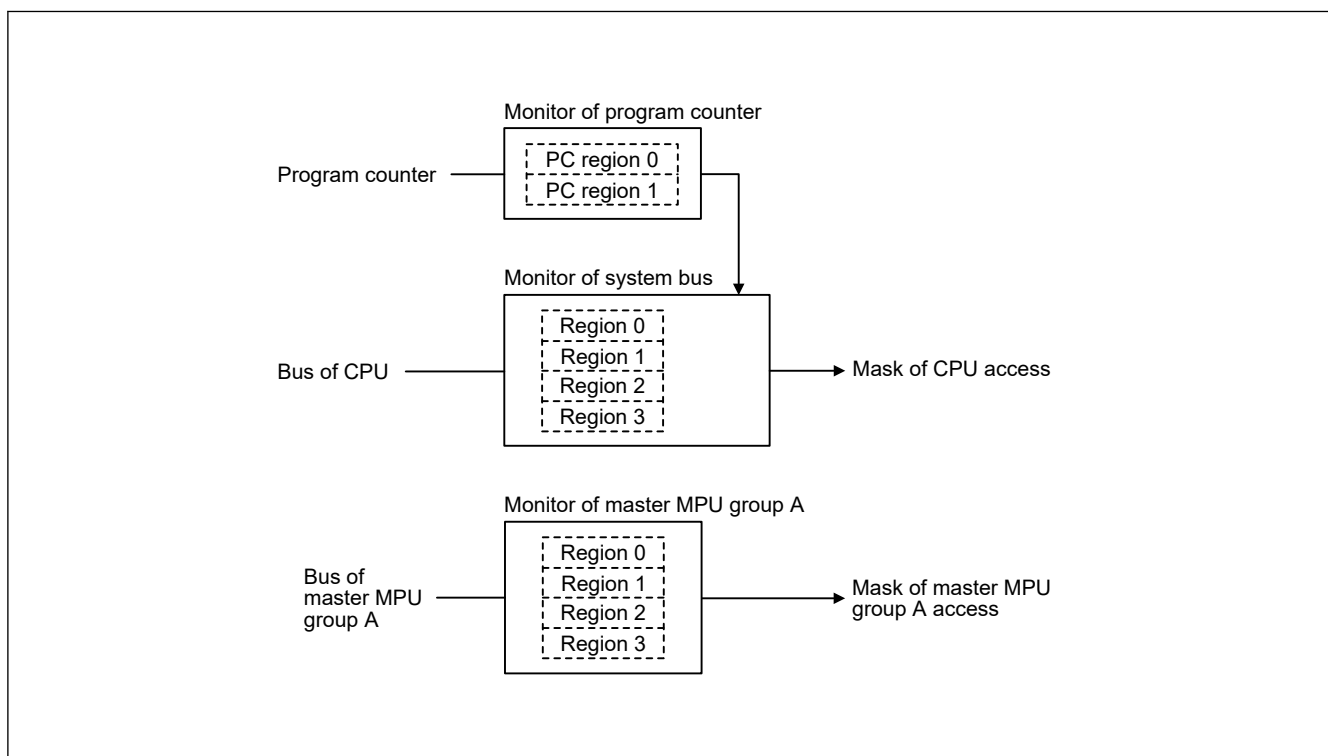 Monitor of program counter
Program counter
PC region 0
PC region 1
Monitor of system bus
Bus of CPU
Region 0
Region 1
Region 2
Region 3
Mask of CPU access
Monitor of master MPU group A
Bus of
master MPU
group A
Region 0
Region 1
Region 2
Region 3
Mask of master MPU
group A access